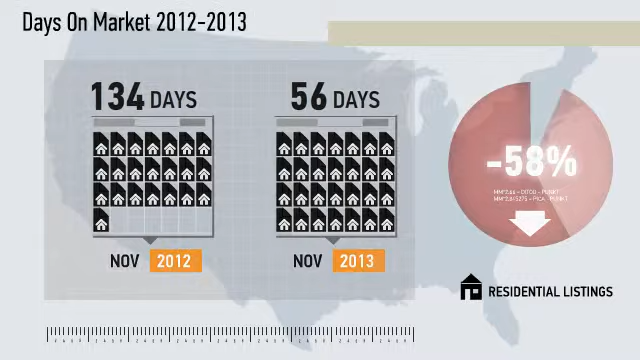 Days On Market 2012-2013
134 DAYS
56 DAYS
-58%
NOV 2012
NOV 2013
RESIDENTIAL LISTINGS